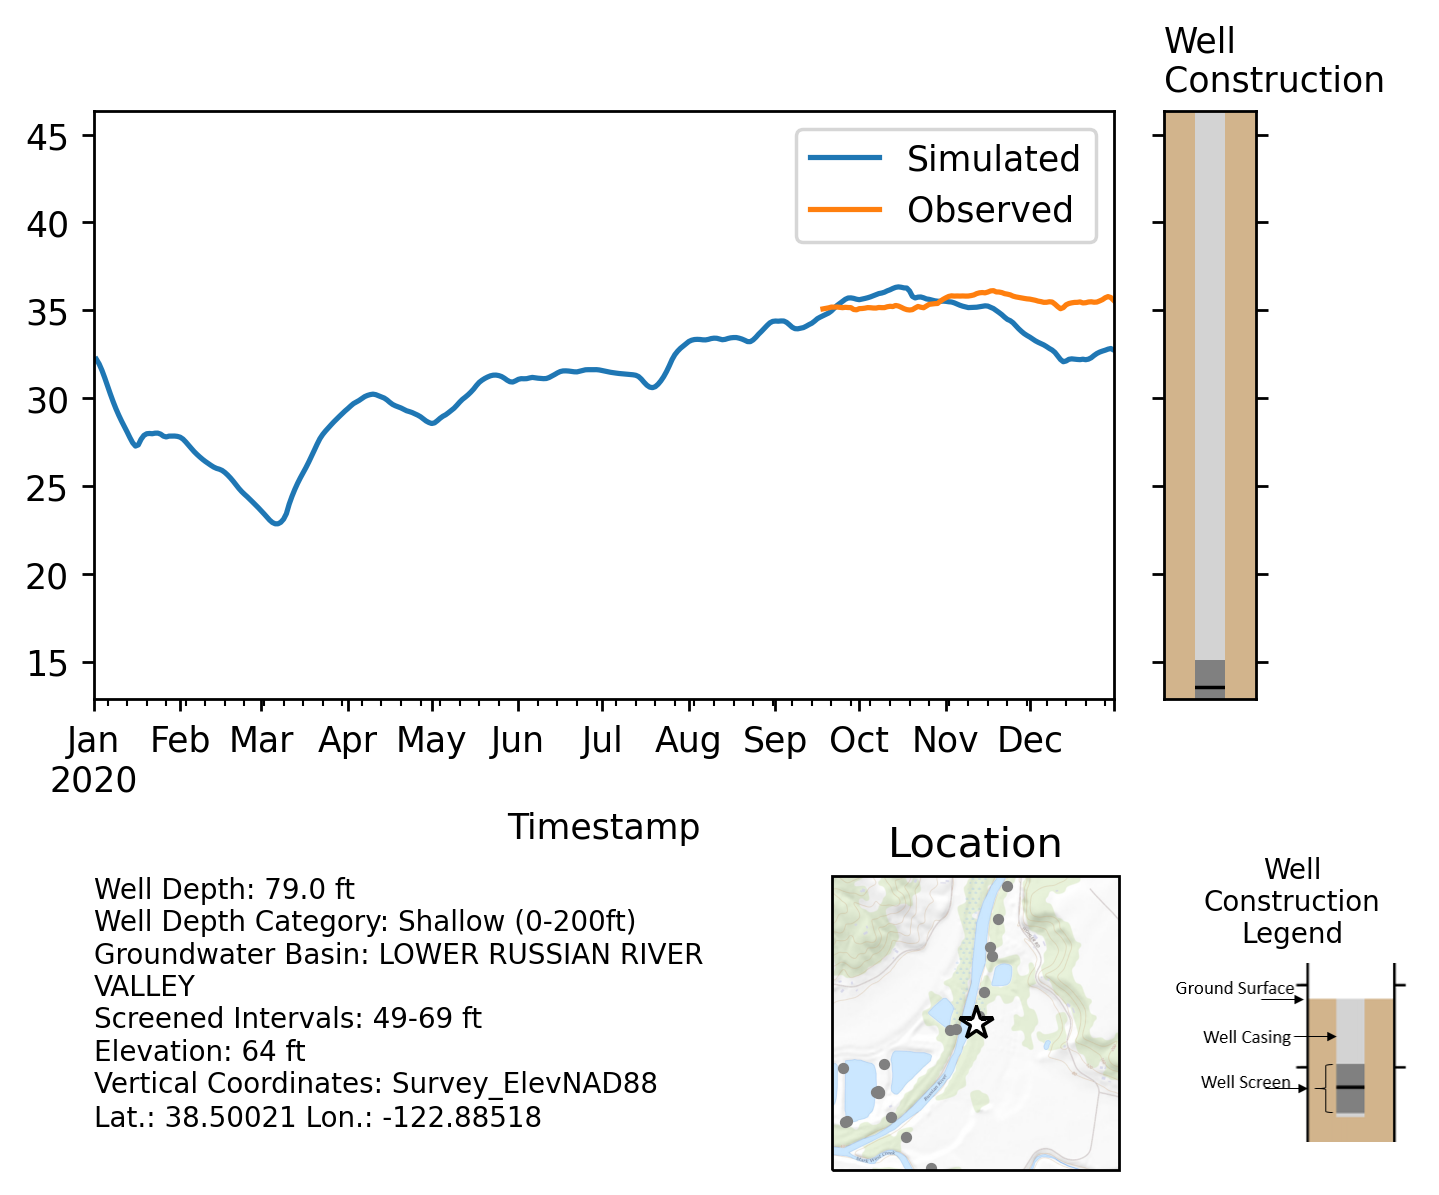 Well
Construction
45
40
35
30
25
20
15
Simulated
Observed
Jan Feb Mar Apr May Jun Jul Aug Sep Oct Nov Dec
2020
Timestamp
Well Depth: 79.0 ft
Well Depth Category: Shallow (0-200ft)
Groundwater Basin: LOWER RUSSIAN RIVER
VALLEY
Screened Intervals: 49-69 ft
Elevation: 64 ft
Vertical Coordinates: Survey_ElevNAD88
Lat.: 38.50021 Lon.: -122.88518
Location
Well
Construction
Legend
Ground Surface
Well Casing
Well Screen